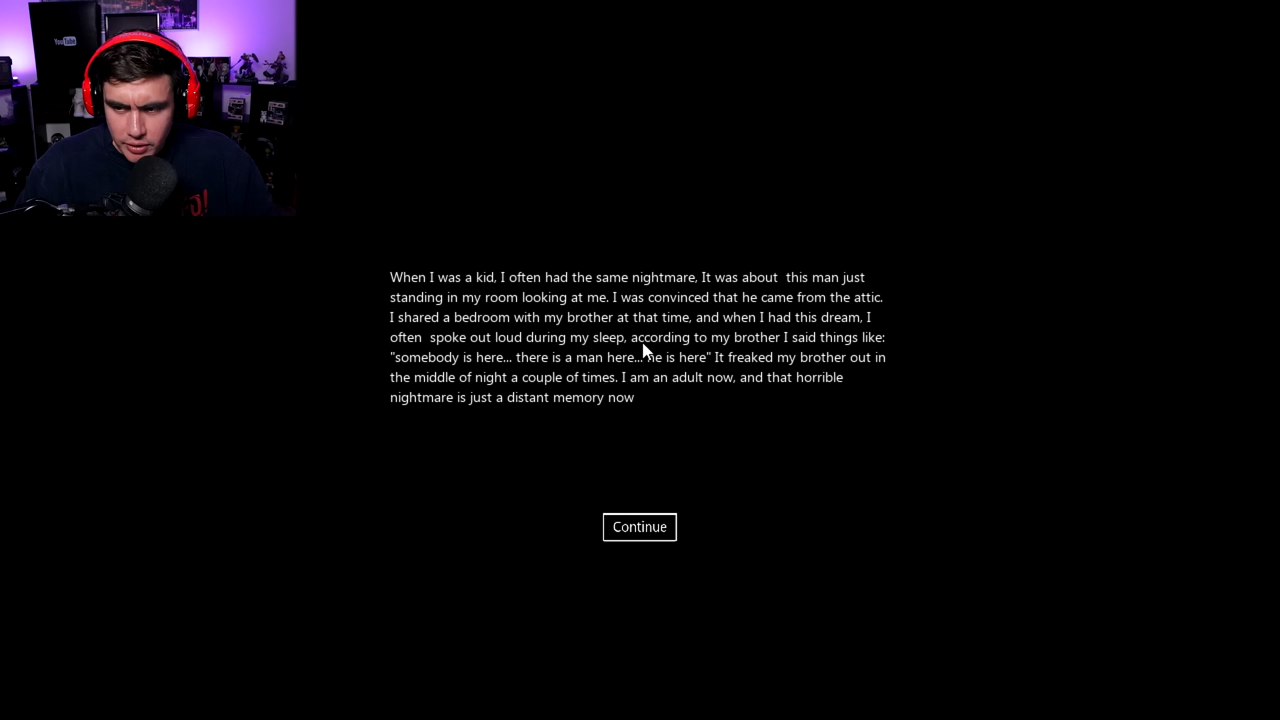 YouTube
When I was a kid, I often had the same nightmare, It was about  this man just
standing in my room looking at me. I was convinced that he came from the attic.
I shared a bedroom with my brother at that time, and when I had this dream, I
often  spoke out loud during my sleep, according to my brother I said things like:
"somebody is here... there is a man here... he is here" It freaked my brother out in
the middle of night a couple of times. I am an adult now, and that horrible
nightmare is just a distant memory now
Continue